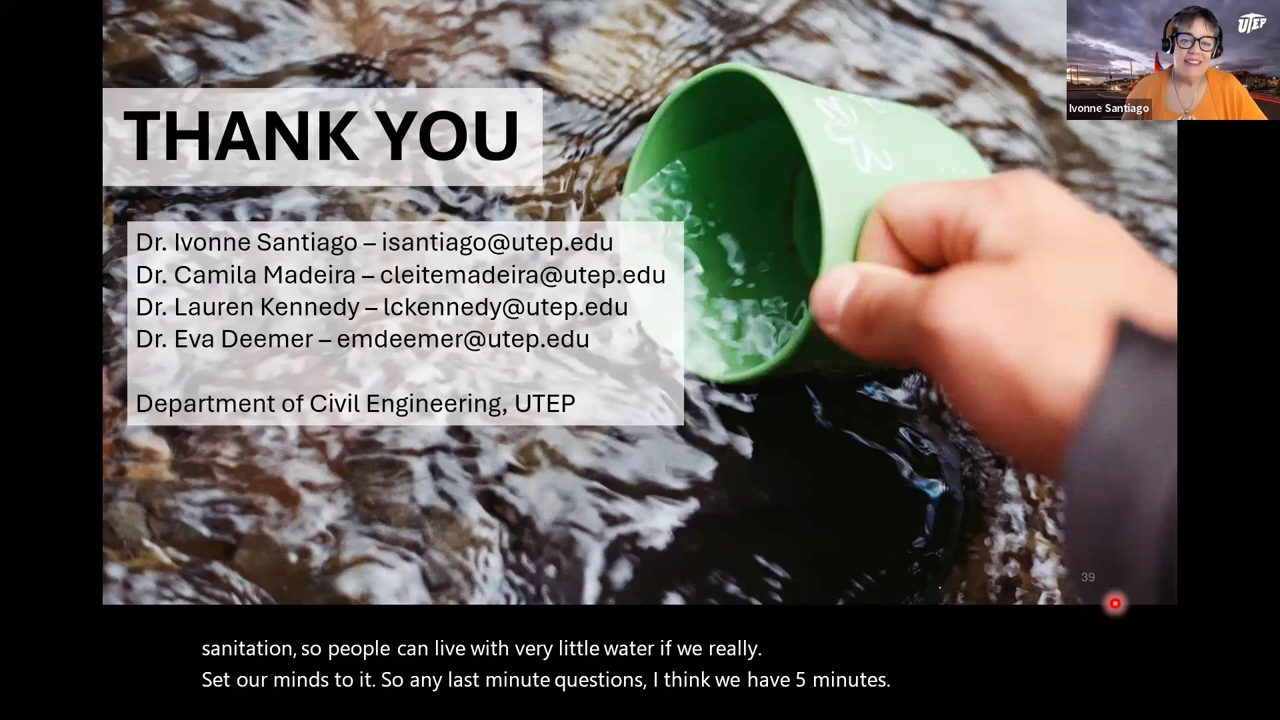 UTEP
Ivonne Santiago
THANK YOU
Dr. Ivonne Santiago – isantiago@utep.edu
Dr. Camila Madeira – cleitemadeira@utep.edu
Dr. Lauren Kennedy – lckennedy@utep.edu
Dr. Eva Deemer – emdeemer@utep.edu
Department of Civil Engineering, UTEP
39
sanitation, so people can live with very little water if we really.
Set our minds to it. So any last minute questions, I think we have 5 minutes.